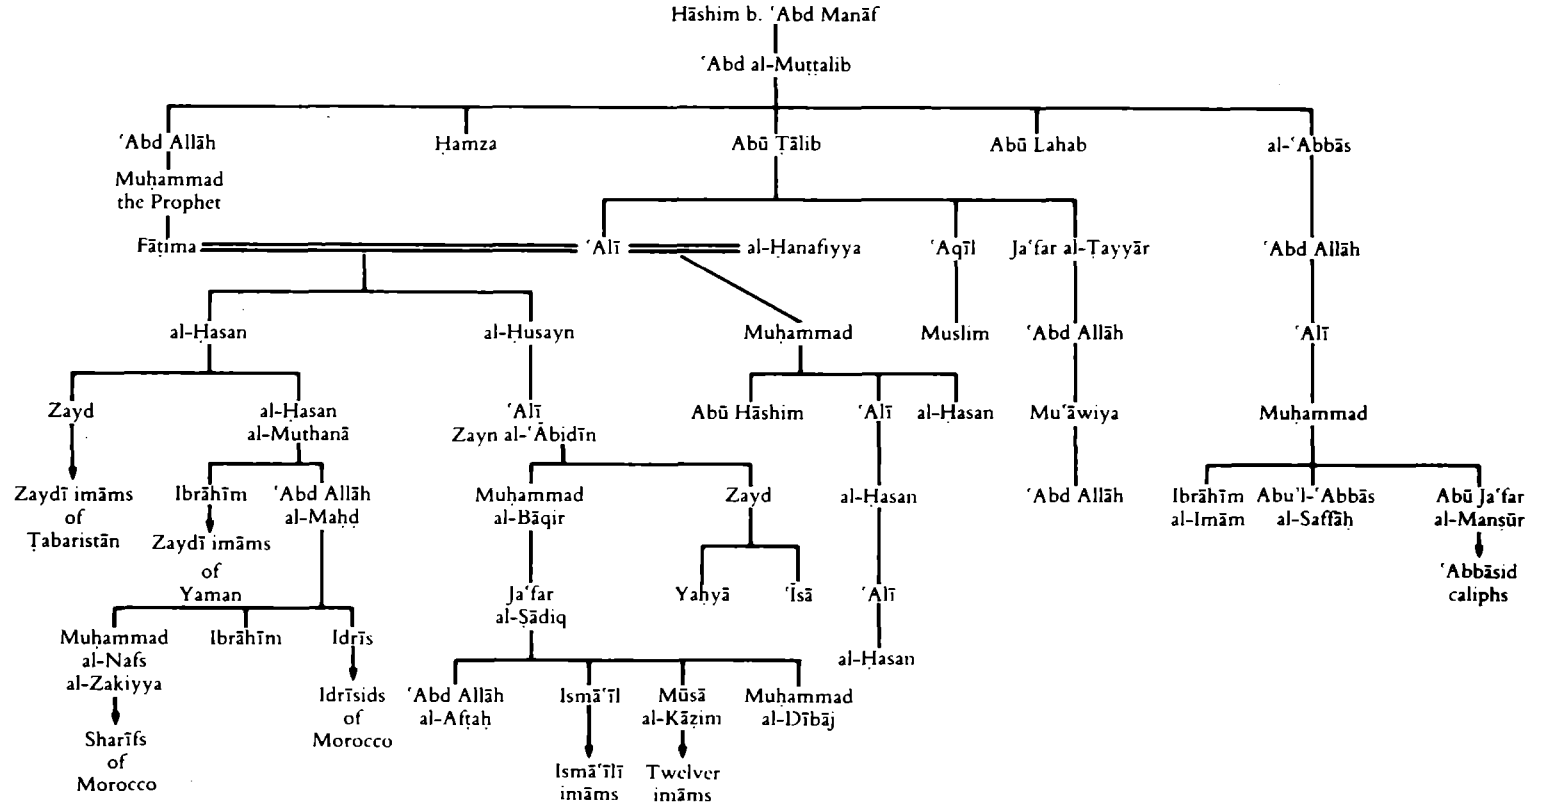 Hāshim b. ʿAbd Manāf
ʿAbd al-Muṭṭalib
ʿAbd Allāh
Ḥamza
Abū Ṭālib
Abū Lahab
al-ʿAbbās
Muḥammad
the Prophet
Fāṭima
ʿAlī
al-Ḥanafiyya
ʿAqīl
Jaʿfar al-Ṭayyār
ʿAbd Allāh
al-Ḥasan
al-Ḥusayn
Muḥammad
Muslim
ʿAbd Allāh
ʿAlī
Zayd
al-Ḥasan
al-Muthanā
ʿAlī
Zayn al-ʿĀbidīn
Abū Hāshim
ʿAlī
al-Ḥasan
Muʿāwiya
Muḥammad
Zaydī imāms
of
Ṭabaristān
Ibrāhīm
ʿAbd Allāh
al-Maḥḍ
Muḥammad
al-Bāqir
Zayd
al-Ḥasan
ʿAbd Allāh
Ibrāhīm
al-Imām
Abu'l-ʿAbbās
al-Saffāḥ
Abū Jaʿfar
al-Manṣūr
Zaydī imāms
of
Yaman
Jaʿfar
al-Ṣādiq
Yaḥyā
ʿĪsā
ʿAlī
ʿAbbāsid
caliphs
Muḥammad
al-Nafs
al-Zakiyya
Ibrāhīm
Idrīs
al-Ḥasan
Sharīfs
of
Morocco
Idrīsids
of
Morocco
ʿAbd Allāh
al-Afṭaḥ
Ismāʿīl
Mūsā
al-Kāẓim
Muḥammad
al-Dībāj
Ismāʿīlī
imāms
Twelver
imāms